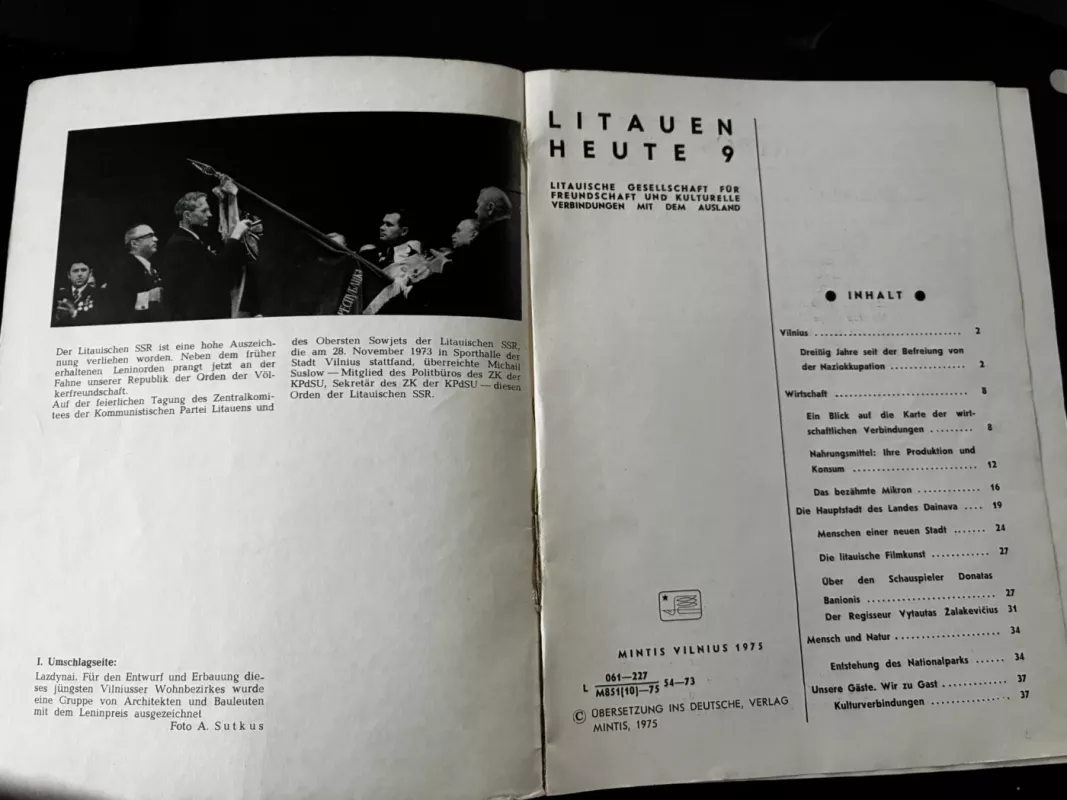 РЕСПУБЛИК
Der Litauischen SSR ist eine hohe Auszeich-
nung verliehen worden. Neben dem früher
erhaltenen Leninorden prangt jetzt an der
Fahne unserer Republik der Orden der Völ-
kerfreundschaft.
Auf der feierlichen Tagung des Zentralkomi-
tees der Kommunistischen Partei Litauens und
des Obersten Sowjets der Litauischen SSR,
die am 28. November 1973 in Sporthalle der
Stadt Vilnius stattfand, überreichte Michail
Suslow — Mitglied des Politbüros des ZK der
KPdSU, Sekretär des ZK der KPdSU — diesen
Orden der Litauischen SSR.
I. Umschlagseite:
Lazdynai. Für den Entwurf und Erbauung die-
ses jüngsten Vilniusser Wohnbezirkes wurde
eine Gruppe von Architekten und Bauleuten
mit dem Leninpreis ausgezeichnet
Foto A. Sutkus
LITAUEN
HEUTE 9
LITAUISCHE GESELLSCHAFT FÜR
FREUNDSCHAFT UND KULTURELLE
VERBINDUNGEN MIT DEM AUSLAND
MINTIS VILNIUS 1975
L 061—227 / M851(10)—75 54—73
© ÜBERSETZUNG INS DEUTSCHE, VERLAG
MINTIS, 1975
● INHALT ●
Vilnius . . . . . . . . . . 2
Dreißig Jahre seit der Befreiung von
der Naziokkupation . . . . . . . . . . 2
Wirtschaft . . . . . . . . . . 8
Ein Blick auf die Karte der wirt-
schaftlichen Verbindungen . . . . . . . . . 8
Nahrungsmittel: Ihre Produktion und
Konsum . . . . . . . . . . 12
Das bezähmte Mikron . . . . . . . . . . 16
Die Hauptstadt des Landes Dainava . . . . 19
Menschen einer neuen Stadt . . . . . . . 24
Die litauische Filmkunst . . . . . . . . . . 27
Über den Schauspieler Donatas
Banionis . . . . . . . . . . 27
Der Regisseur Vytautas Zalakevičius 31
Mensch und Natur . . . . . . . . . . 34
Entstehung des Nationalparks . . . . . . 34
Unsere Gäste. Wir zu Gast . . . . . . . . . . 37
Kulturverbindungen . . . . . . . . . . 37